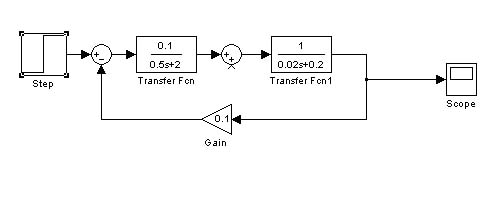 Step
+
−
0.1
0.5s+2
Transfer Fcn
+
+
1
0.02s+0.2
Transfer Fcn1
Scope
0.1
Gain